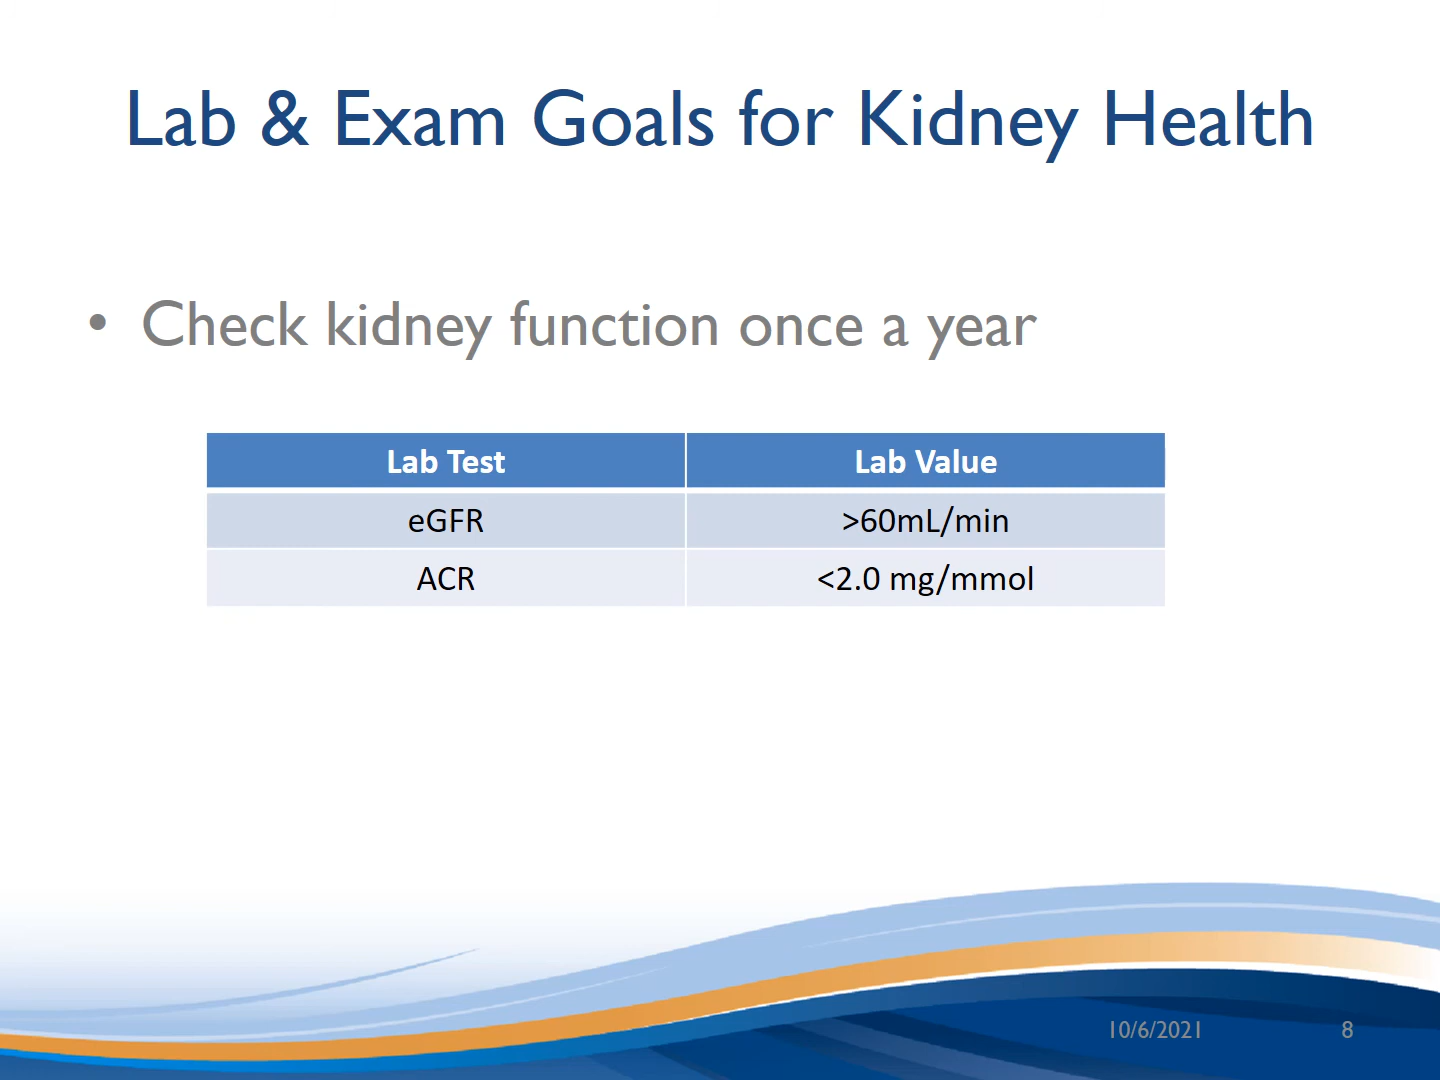 Lab & Exam Goals for Kidney Health
• Check kidney function once a year
Lab Test Lab Value
eGFR >60mL/min
ACR <2.0 mg/mmol
10/6/2021 8